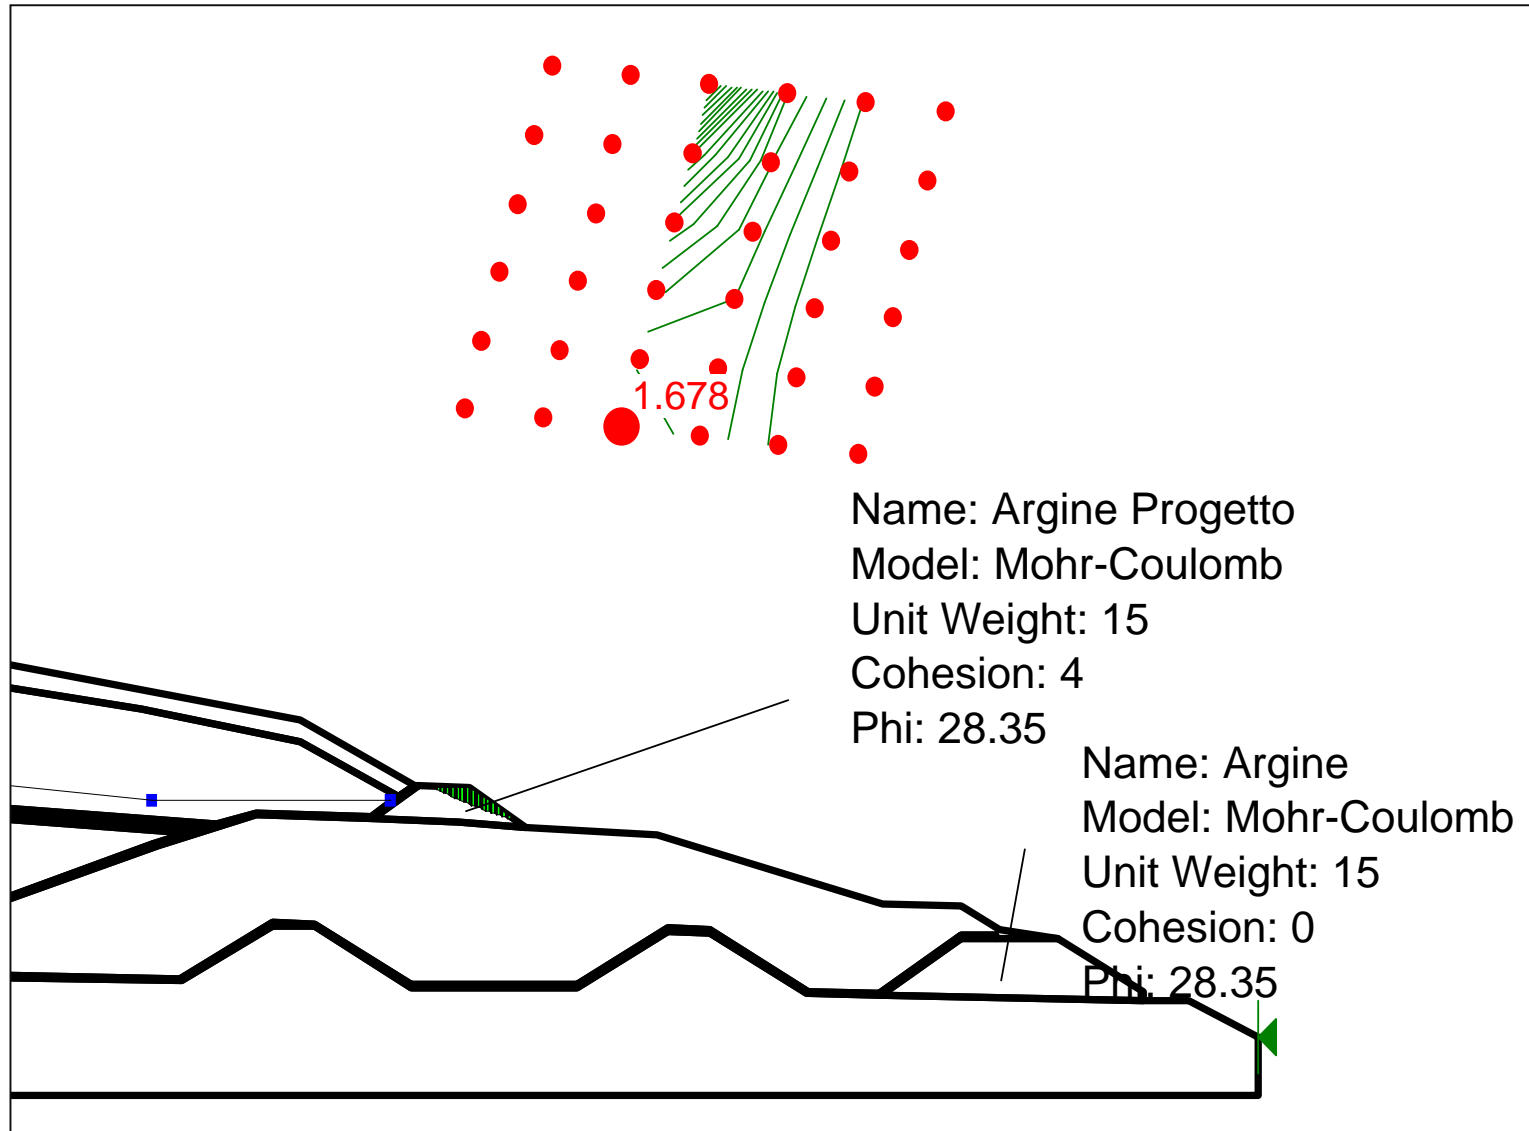 1.678
Name: Argine Progetto
Model: Mohr-Coulomb
Unit Weight: 15
Cohesion: 4
Phi: 28.35
Name: Argine
Model: Mohr-Coulomb
Unit Weight: 15
Cohesion: 0
Phi: 28.35